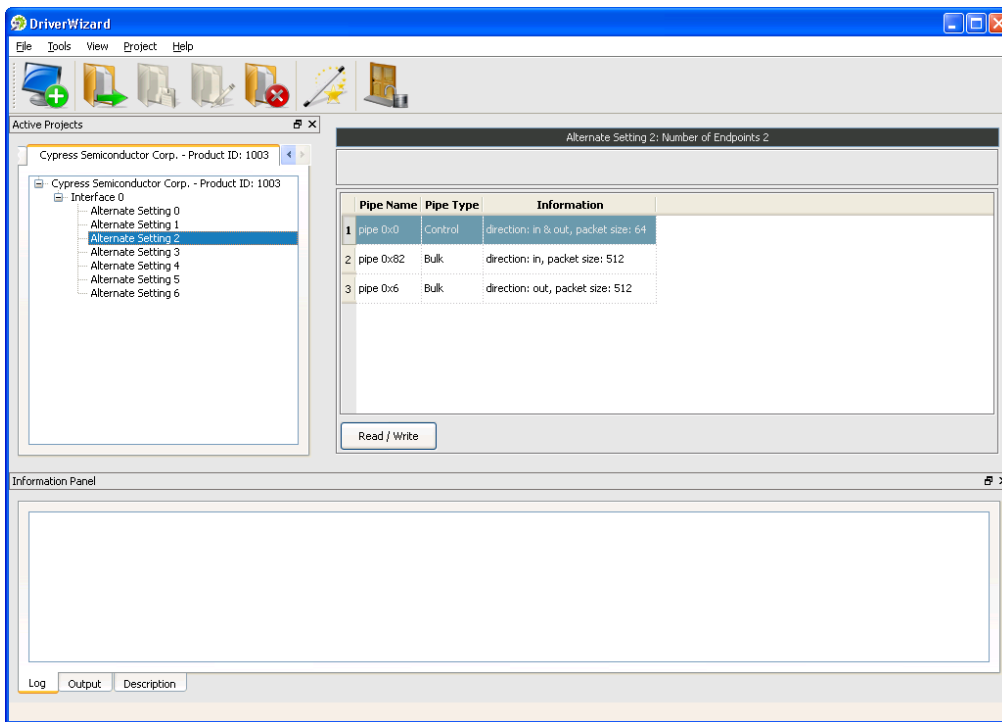 DriverWizard
File Tools View Project Help
Active Projects
Cypress Semiconductor Corp. - Product ID: 1003
Cypress Semiconductor Corp. - Product ID: 1003
Interface 0
Alternate Setting 0
Alternate Setting 1
Alternate Setting 2
Alternate Setting 3
Alternate Setting 4
Alternate Setting 5
Alternate Setting 6
Alternate Setting 2: Number of Endpoints 2
Pipe Name Pipe Type Information
1 pipe 0x0 Control direction: in & out, packet size: 64
2 pipe 0x82 Bulk direction: in, packet size: 512
3 pipe 0x6 Bulk direction: out, packet size: 512
Read / Write
Information Panel
Log Output Description